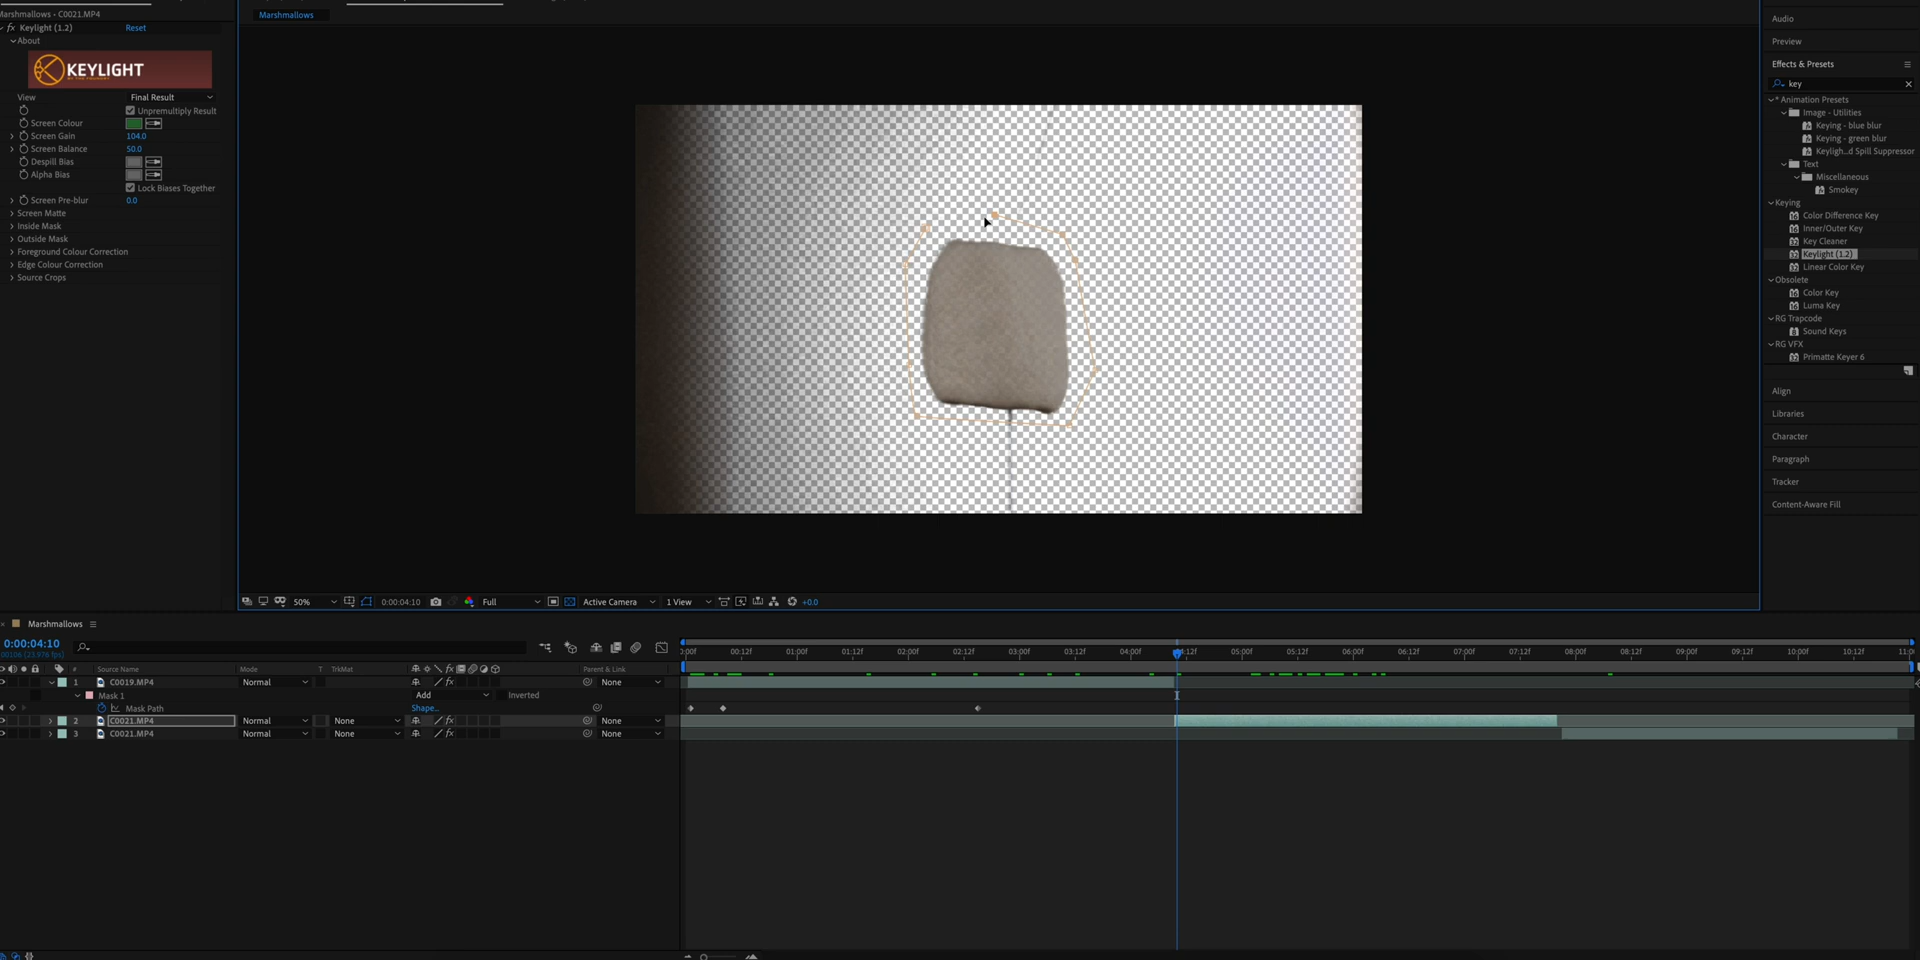 Marshmallows • C0021.MP4
fx Keylight (1.2) Reset
About
KEYLIGHT
BY THE FOUNDRY
View Final Result
Unpremultiply Result
Screen Colour
Screen Gain 104.0
Screen Balance 50.0
Despill Bias
Alpha Bias
Lock Biases Together
Screen Pre-blur 0.0
Screen Matte
Inside Mask
Outside Mask
Foreground Colour Correction
Edge Colour Correction
Source Crops
Marshmallows
50% 0:00:04:10 Full Active Camera 1 View +0.0
Audio
Preview
Effects & Presets
key
* Animation Presets
Image - Utilities
Keying - blue blur
Keying - green blur
Keyligh...d Spill Suppressor
Text
Miscellaneous
Smokey
Keying
Color Difference Key
Inner/Outer Key
Key Cleaner
Keylight (1.2)
Linear Color Key
Obsolete
Color Key
Luma Key
RG Trapcode
Sound Keys
RG VFX
Primatte Keyer 6
Align
Libraries
Character
Paragraph
Tracker
Content-Aware Fill
Marshmallows
0:00:04:10
00106 (23.976 fps)
# Source Name Mode T TrkMat Parent & Link
00:12f 01:00f 01:12f 02:00f 02:12f 03:00f 03:12f 04:00f 05:00f 05:12f 06:00f 06:12f 07:00f 07:12f 08:00f 08:12f 09:00f 09:12f 10:00f 10:12f
1 C0019.MP4 Normal None
Mask 1 Add Inverted
Mask Path Shape...
2 C0021.MP4 Normal None None
3 C0021.MP4 Normal None None